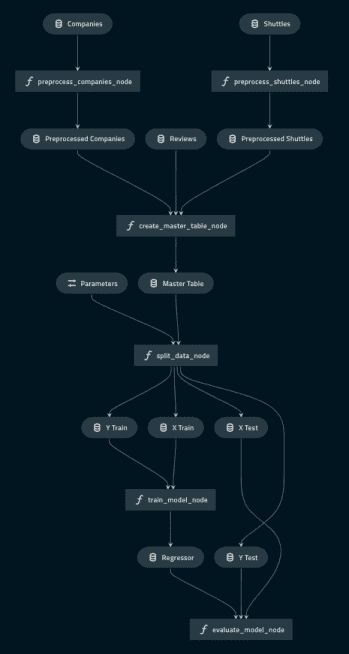 Companies
Shuttles
preprocess_companies_node
preprocess_shuttles_node
Preprocessed Companies
Reviews
Preprocessed Shuttles
create_master_table_node
Parameters
Master Table
split_data_node
Y Train
X Train
X Test
train_model_node
Regressor
Y Test
evaluate_model_node